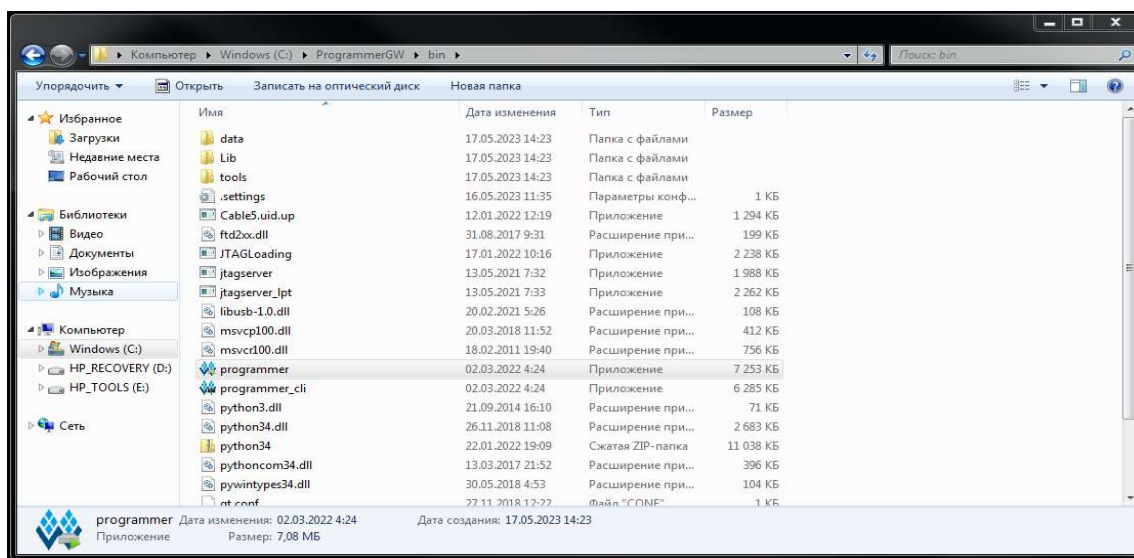 Компьютер Windows (C:) ProgrammerGW bin
Поиск: bin
Упорядочить Открыть Записать на оптический диск Новая папка
Избранное
Загрузки
Недавние места
Рабочий стол
Библиотеки
Видео
Документы
Изображения
Музыка
Компьютер
Windows (C:)
HP_RECOVERY (D:)
HP_TOOLS (E:)
Сеть
Имя Дата изменения Тип Размер
data 17.05.2023 14:23 Папка с файлами
Lib 17.05.2023 14:23 Папка с файлами
tools 17.05.2023 14:23 Папка с файлами
.settings 16.05.2023 11:35 Параметры конф... 1 КБ
Cable5.uid.up 12.01.2022 12:19 Приложение 1 294 КБ
ftd2xx.dll 31.08.2017 9:31 Расширение при... 199 КБ
JTAGLoading 17.01.2022 10:16 Приложение 2 238 КБ
jtagserver 13.05.2021 7:32 Приложение 1 988 КБ
jtagserver_lpt 13.05.2021 7:33 Приложение 2 262 КБ
libusb-1.0.dll 20.02.2021 5:26 Расширение при... 108 КБ
msvcp100.dll 20.03.2018 11:52 Расширение при... 412 КБ
msvcr100.dll 18.02.2011 19:40 Расширение при... 756 КБ
programmer 02.03.2022 4:24 Приложение 7 253 КБ
programmer_cli 02.03.2022 4:24 Приложение 6 285 КБ
python3.dll 21.09.2014 16:10 Расширение при... 71 КБ
python34.dll 26.11.2018 11:08 Расширение при... 2 683 КБ
python34 22.01.2022 19:09 Сжатая ZIP-папка 11 038 КБ
pythoncom34.dll 13.03.2017 21:52 Расширение при... 396 КБ
pywintypes34.dll 30.05.2018 4:53 Расширение при... 104 КБ
qt.conf 27.11.2018 12:22 Файл "CONF" 1 КБ
programmer Дата изменения: 02.03.2022 4:24 Дата создания: 17.05.2023 14:23
Приложение Размер: 7,08 МБ